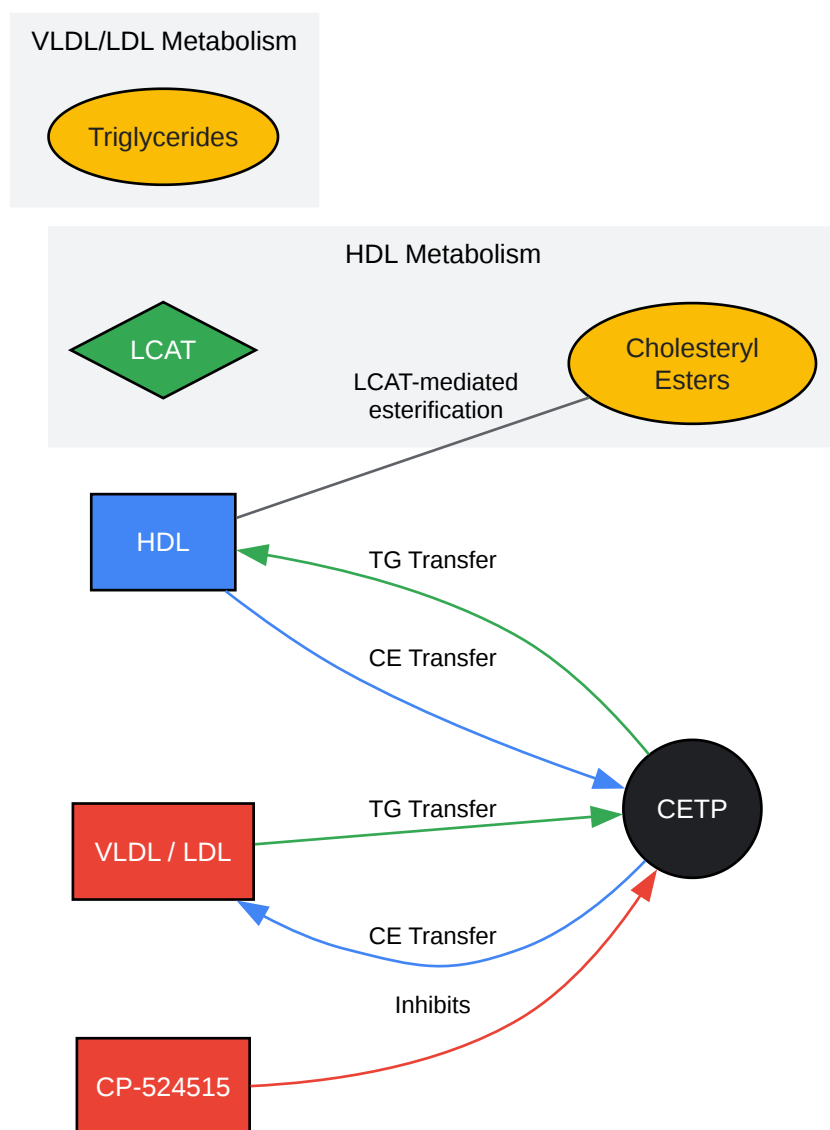 VLDL/LDL Metabolism
Triglycerides
HDL Metabolism
LCAT
Cholesteryl
Esters
LCAT-mediated
esterification
HDL
TG Transfer
CE Transfer
TG Transfer
CETP
VLDL / LDL
CE Transfer
Inhibits
CP-524515